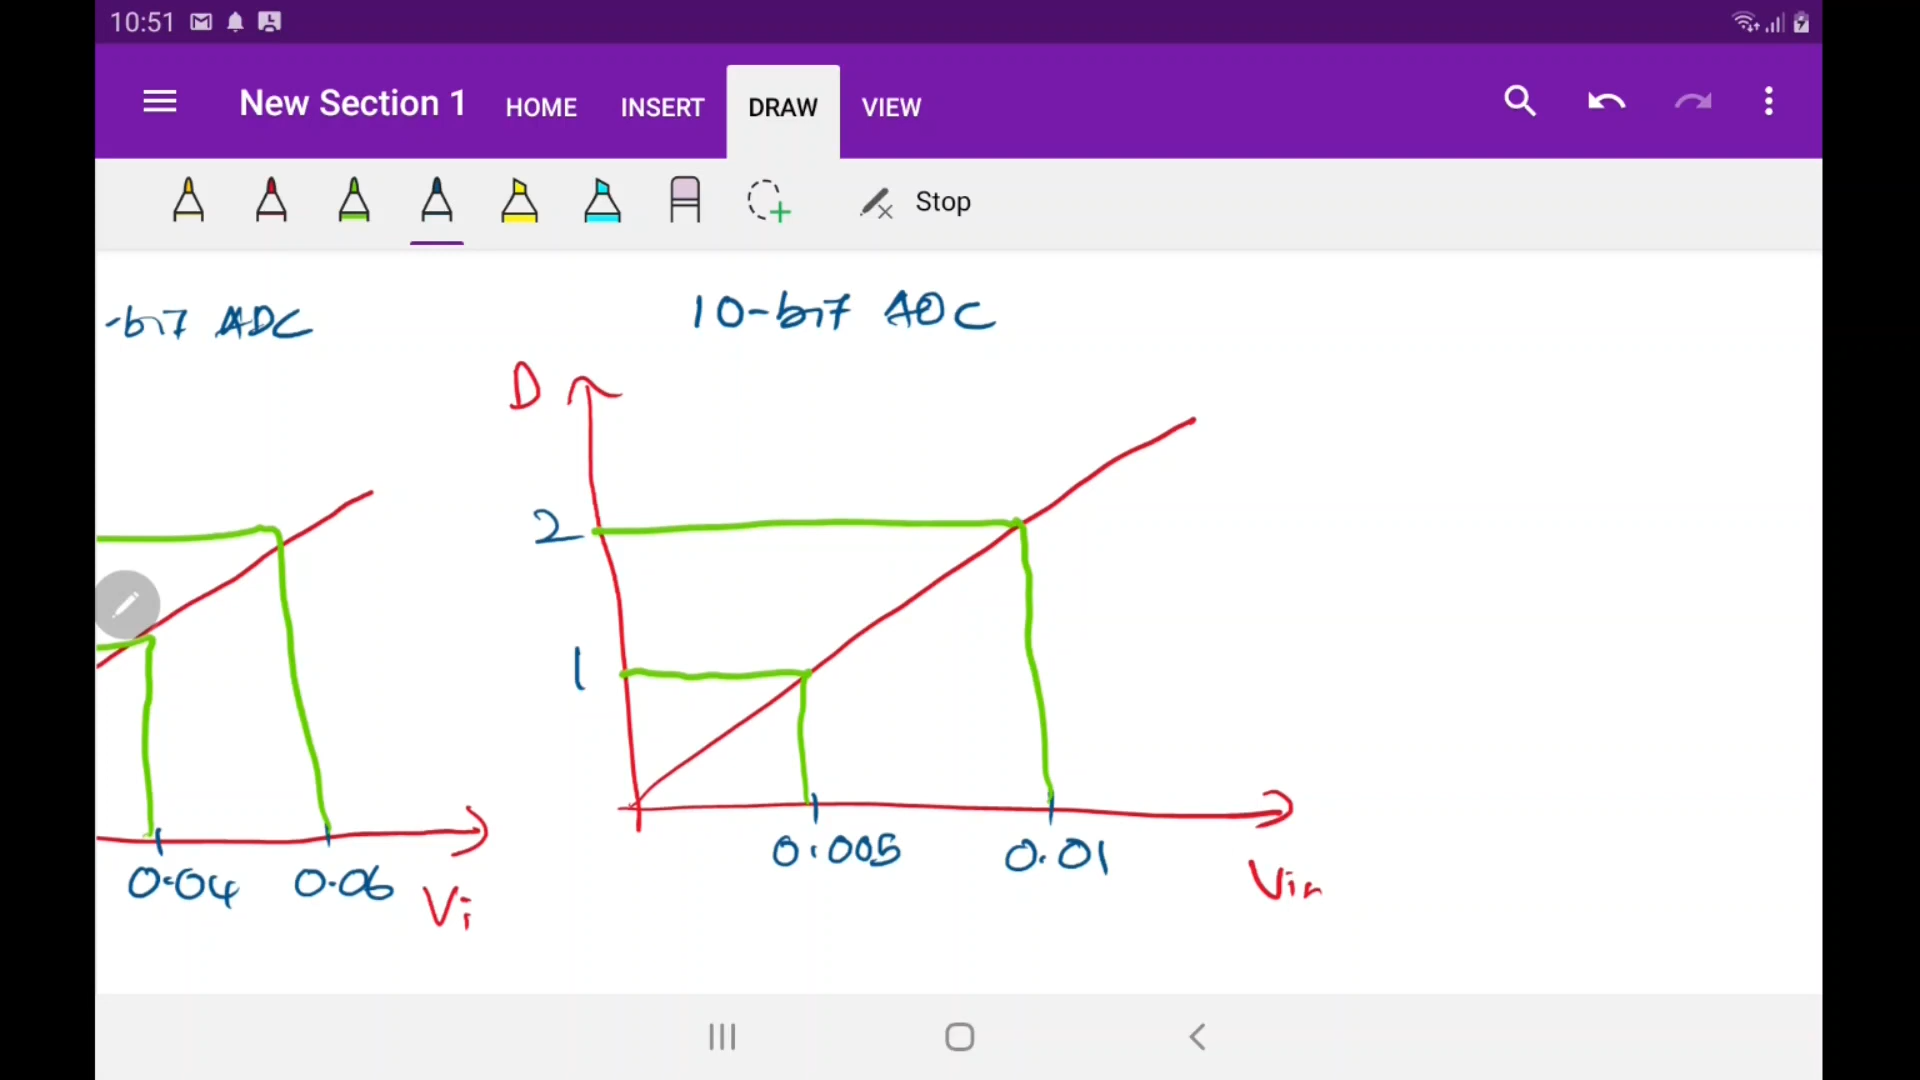 10:51
New Section 1 HOME INSERT DRAW VIEW
Stop
-bit ADC
10-bit ADC
D
2
1
0.005 0.01
Vin
0.04 0.06 Vi